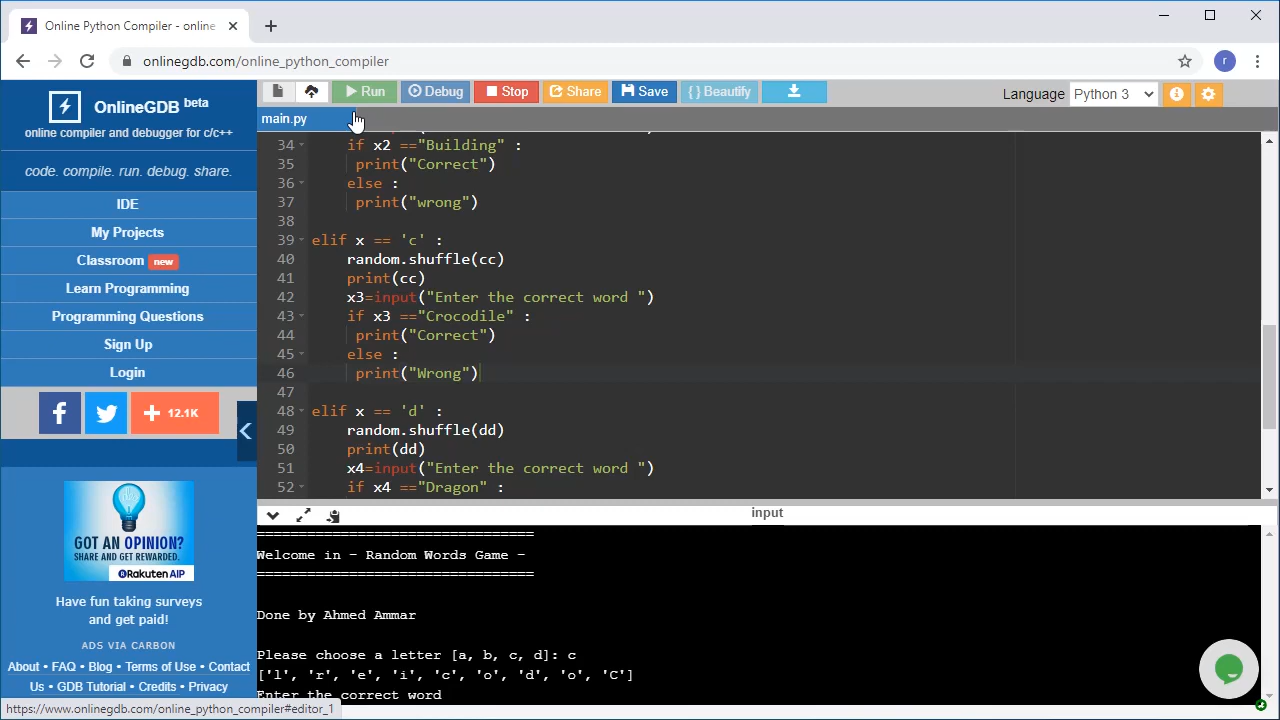 Online Python Compiler - online
onlinegdb.com/online_python_compiler
r
OnlineGDB beta
online compiler and debugger for c/c++
code. compile. run. debug. share.
IDE
My Projects
Classroom new
Learn Programming
Programming Questions
Sign Up
Login
f
+ 12.1K
GOT AN OPINION?
SHARE AND GET REWARDED.
Rakuten AIP
Have fun taking surveys
and get paid!
ADS VIA CARBON
About • FAQ • Blog • Terms of Use • Contact
Us • GDB Tutorial • Credits • Privacy
https://www.onlinegdb.com/online_python_compiler#editor_1
Run Debug Stop Share Save { } Beautify Language Python 3
main.py
34 if x2 =="Building" :
35 print("Correct")
36 else :
37 print("wrong")
38
39 elif x == 'c' :
40 random.shuffle(cc)
41 print(cc)
42 x3=input("Enter the correct word ")
43 if x3 =="Crocodile" :
44 print("Correct")
45 else :
46 print("Wrong")
47
48 elif x == 'd' :
49 random.shuffle(dd)
50 print(dd)
51 x4=input("Enter the correct word ")
52 if x4 =="Dragon" :
input
=================================
Welcome in - Random Words Game -
=================================
Done by Ahmed Ammar
Please choose a letter [a, b, c, d]: c
['l', 'r', 'e', 'i', 'c', 'o', 'd', 'o', 'C']
Enter the correct word